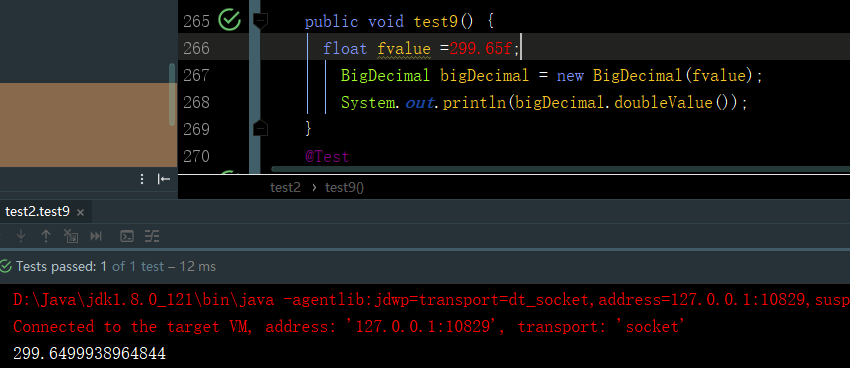 265 public void test9() {
266 float fvalue =299.65f;
267 BigDecimal bigDecimal = new BigDecimal(fvalue);
268 System.out.println(bigDecimal.doubleValue());
269 }
270 @Test
test2 › test9()
test2.test9 ×
Tests passed: 1 of 1 test – 12 ms
D:\Java\jdk1.8.0_121\bin\java -agentlib:jdwp=transport=dt_socket,address=127.0.0.1:10829,susp
Connected to the target VM, address: '127.0.0.1:10829', transport: 'socket'
299.6499938964844